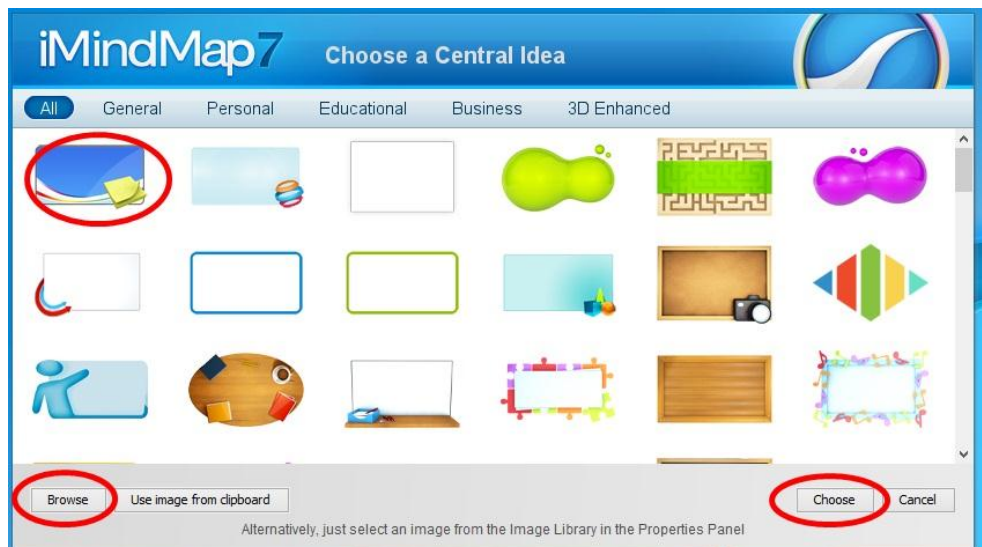 iMindMap7 Choose a Central Idea
All General Personal Educational Business 3D Enhanced
Browse Use image from clipboard Choose Cancel
Alternatively, just select an image from the Image Library in the Properties Panel